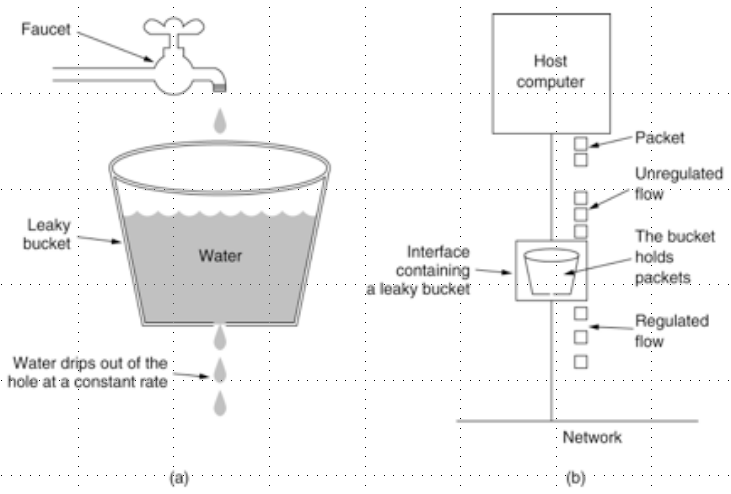 Faucet
Leaky
bucket
Water
Water drips out of the
hole at a constant rate
(a)
Host
computer
Packet
Unregulated
flow
The bucket
holds
packets
Interface
containing
a leaky bucket
Regulated
flow
Network
(b)